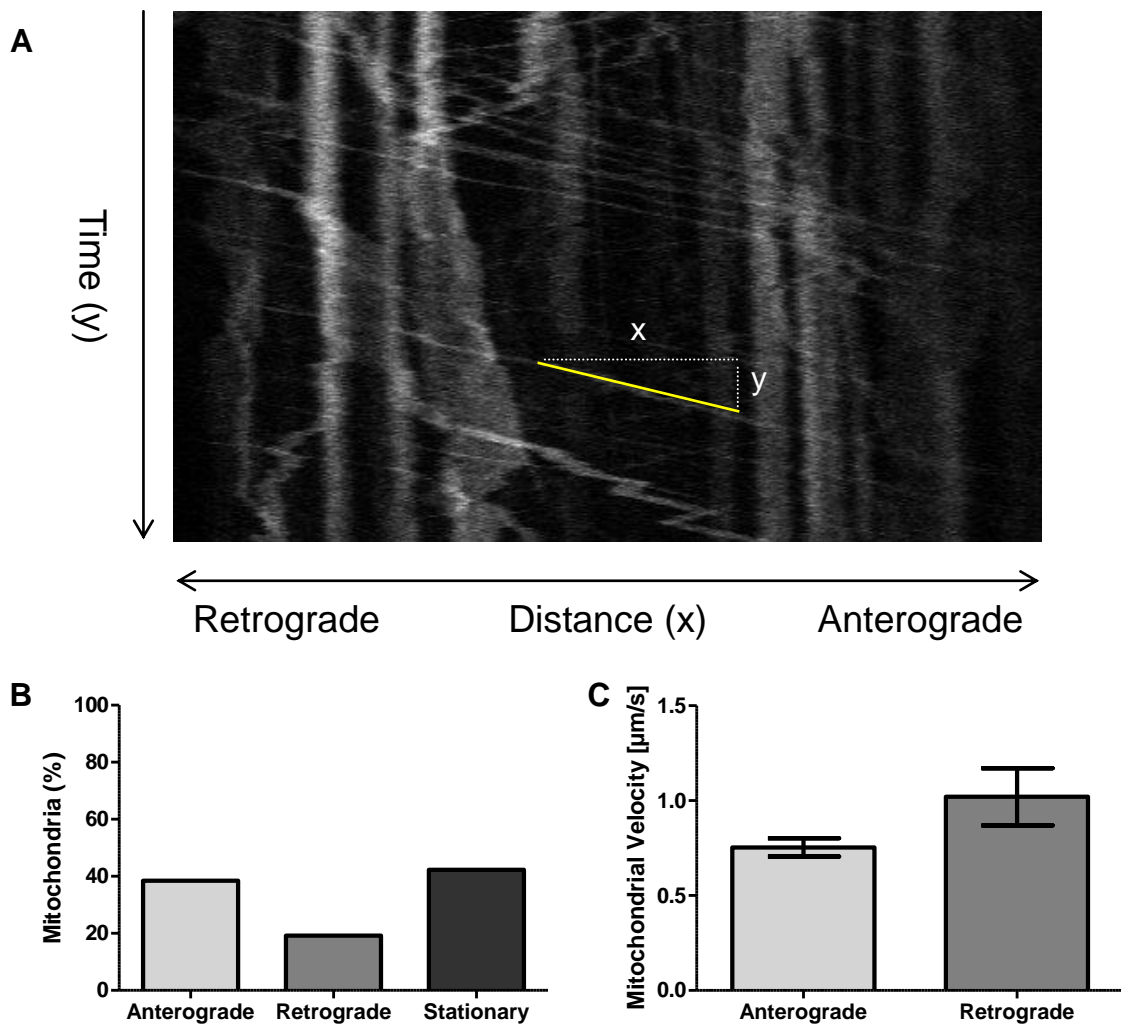 A
Time (y)
x
y
Retrograde Distance (x) Anterograde
B
Mitochondria (%)
100
80
60
40
20
0
Anterograde Retrograde Stationary
C
Mitochondrial Velocity [µm/s]
1.5
1.0
0.5
0.0
Anterograde Retrograde